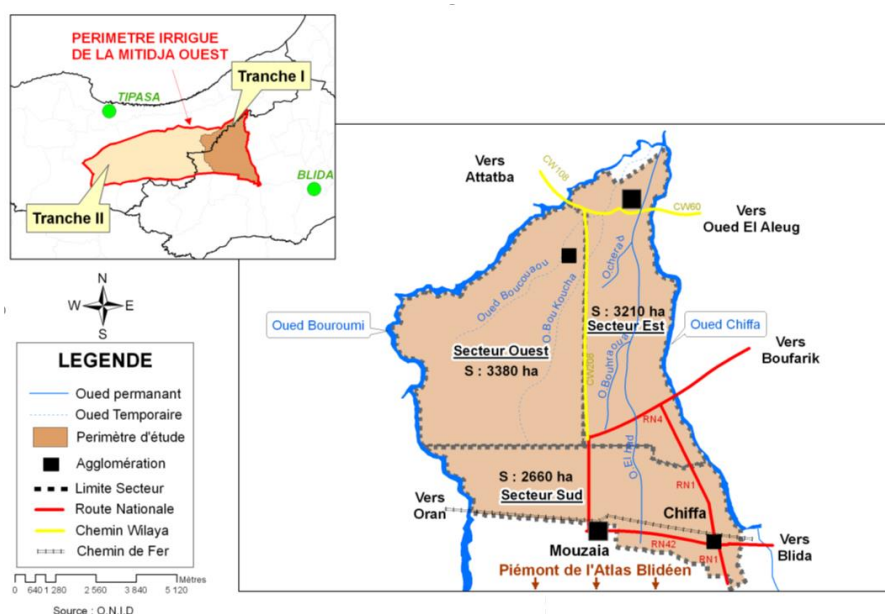 PERIMETRE IRRIGUE
DE LA MITIDJA OUEST
Tranche I
TIPASA
BLIDA
Tranche II
N
W
E
S
Vers
Attatba
CW108
CW60
Vers
Oued El Aleug
Ocherad
Oued Boucouaou
O Bou Koucha
S : 3210 ha
Secteur Est
Oued Bouroumi
Oued Chiffa
Secteur Ouest
S : 3380 ha
CW208
O Bouhraoua
Vers
Boufarik
RN4
O El had
RN1
S : 2660 ha
Secteur Sud
Vers
Oran
Chiffa
Mouzaia
RN42
RN1
Vers
Blida
Piémont de l'Atlas Blidéen
LEGENDE
Oued permanant
Oued Temporaire
Perimètre d'étude
Agglomération
Limite Secteur
Route Nationale
Chemin Wilaya
Chemin de Fer
Mètres
0 640 1 280 2 560 3 840 5 120
Source : O.N.I.D